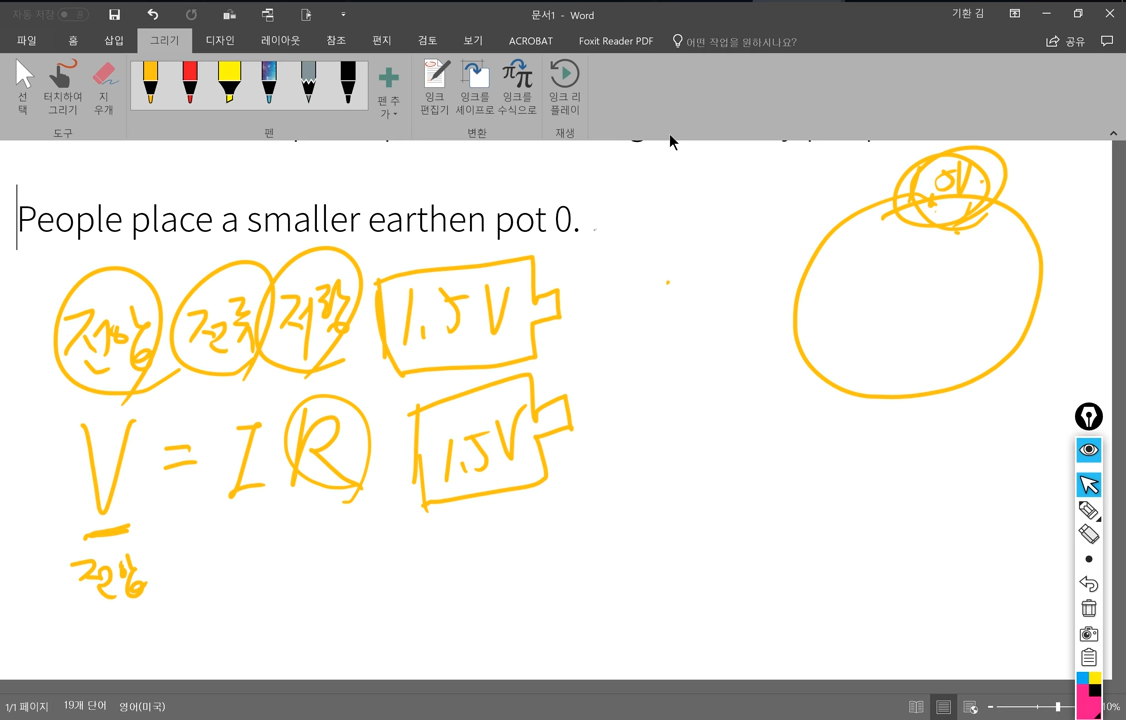 자동 저장
문서1 - Word
기환 김
파일 홈 삽입 그리기 디자인 레이아웃 참조 편지 검토 보기 ACROBAT Foxit Reader PDF 어떤 작업을 원하시나요? 공유
선택
터치하여 그리기
지우개
펜 추가
잉크 편집기
잉크를 셰이프로
잉크를 수식으로
잉크 리플레이
도구 펜 변환 재생
0V
People place a smaller earthen pot 0.
전압 전류 저항 1.5V
V = I R 1.5V
전압
1/1 페이지 19개 단어 영어(미국)